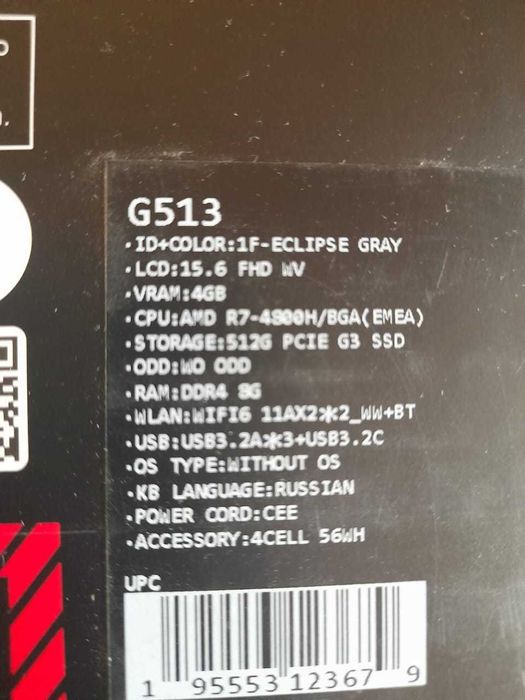 G513
·ID+COLOR:1F-ECLIPSE GRAY
·LCD:15.6 FHD WV
·VRAM:4GB
·CPU:AMD R7-4800H/BGA(EMEA)
·STORAGE:512G PCIE G3 SSD
·ODD:WO ODD
·RAM:DDR4 8G
·WLAN:WIFI6 11AX2*2_WW+BT
·USB:USB3.2A*3+USB3.2C
·OS TYPE:WITHOUT OS
·KB LANGUAGE:RUSSIAN
·POWER CORD:CEE
·ACCESSORY:4CELL 56WH
UPC
1 95553 12367 9